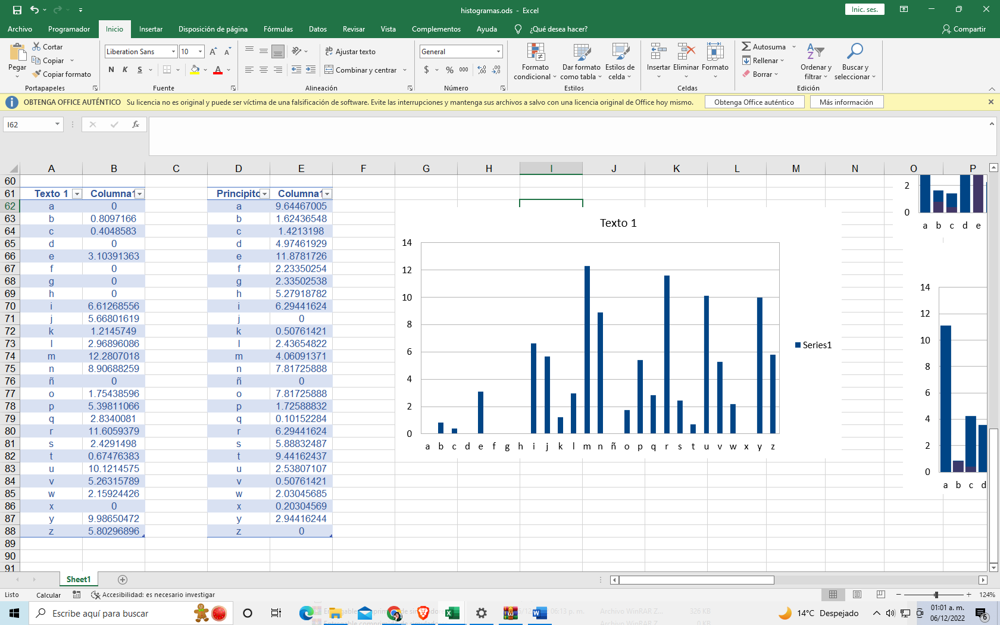 histogramas.ods - Excel
Inic. ses.
Archivo Programador Inicio Insertar Disposición de página Fórmulas Datos Revisar Vista Complementos Ayuda ¿Qué desea hacer? Compartir
Pegar Cortar Copiar Copiar formato
Liberation Sans 10
N K S
Ajustar texto
Combinar y centrar
General
$ % 000
Formato condicional
Dar formato como tabla
Estilos de celda
Insertar Eliminar Formato
Autosuma
Rellenar
Borrar
Ordenar y filtrar
Buscar y seleccionar
Portapapeles Fuente Alineación Número Estilos Celdas Edición
OBTENGA OFFICE AUTÉNTICO Su licencia no es original y puede ser víctima de una falsificación de software. Evite las interrupciones y mantenga sus archivos a salvo con una licencia original de Office hoy mismo. Obtenga Office auténtico Más información
I62 fx
A B C D E F G H I J K L M N O P
60
61 Texto 1 Columna1 Principito Columna1
62 a 0 a 9.64467005
63 b 0.8097166 b 1.62436548
64 c 0.4048583 c 1.4213198
65 d 0 d 4.97461929
66 e 3.10391363 e 11.8781726
67 f 0 f 2.23350254
68 g 0 g 2.33502538
69 h 0 h 5.27918782
70 i 6.61268556 i 6.29441624
71 j 5.66801619 j 0
72 k 1.2145749 k 0.50761421
73 l 2.96896086 l 2.43654822
74 m 12.2807018 m 4.06091371
75 n 8.90688259 n 7.81725888
76 ñ 0 ñ 0
77 o 1.75438596 o 7.81725888
78 p 5.39811066 p 1.72588832
79 q 2.8340081 q 0.10152284
80 r 11.6059379 r 6.29441624
81 s 2.4291498 s 5.88832487
82 t 0.67476383 t 9.44162437
83 u 10.1214575 u 2.53807107
84 v 5.26315789 v 0.50761421
85 w 2.15924426 w 2.03045685
86 x 0 x 0.20304569
87 y 9.98650472 y 2.94416244
88 z 5.80296896 z 0
89
90
91
Texto 1
14
12
10
8
6
4
2
0
a b c d e f g h i j k l m n ñ o p q r s t u v w x y z
Series1
2
0
a b c d e
14
12
10
8
6
4
2
0
a b c d
Sheet1
Listo Calcular Accesibilidad: es necesario investigar 124%
Escribe aquí para buscar
06:13 p. m. Archivo WinRAR Z... 326 KB
14°C Despejado
01:01 a. m.
06/12/2022
6